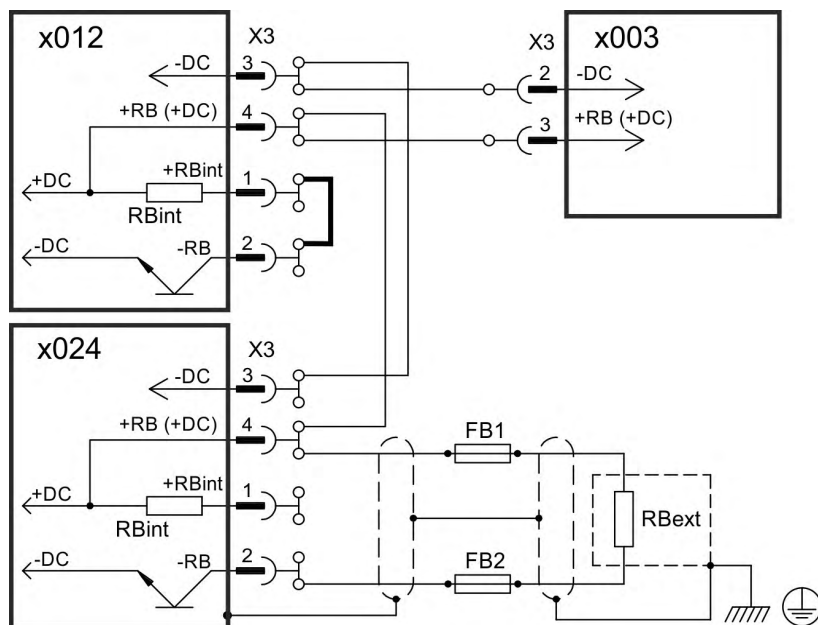 x012
X3
-DC
3
+RB (+DC)
4
+RBint
1
+DC
RBint
-DC
-RB
2
X3
x003
2
-DC
3
+RB (+DC)
x024
X3
-DC
3
+RB (+DC)
4
+RBint
1
+DC
RBint
-DC
-RB
2
FB1
FB2
RBext